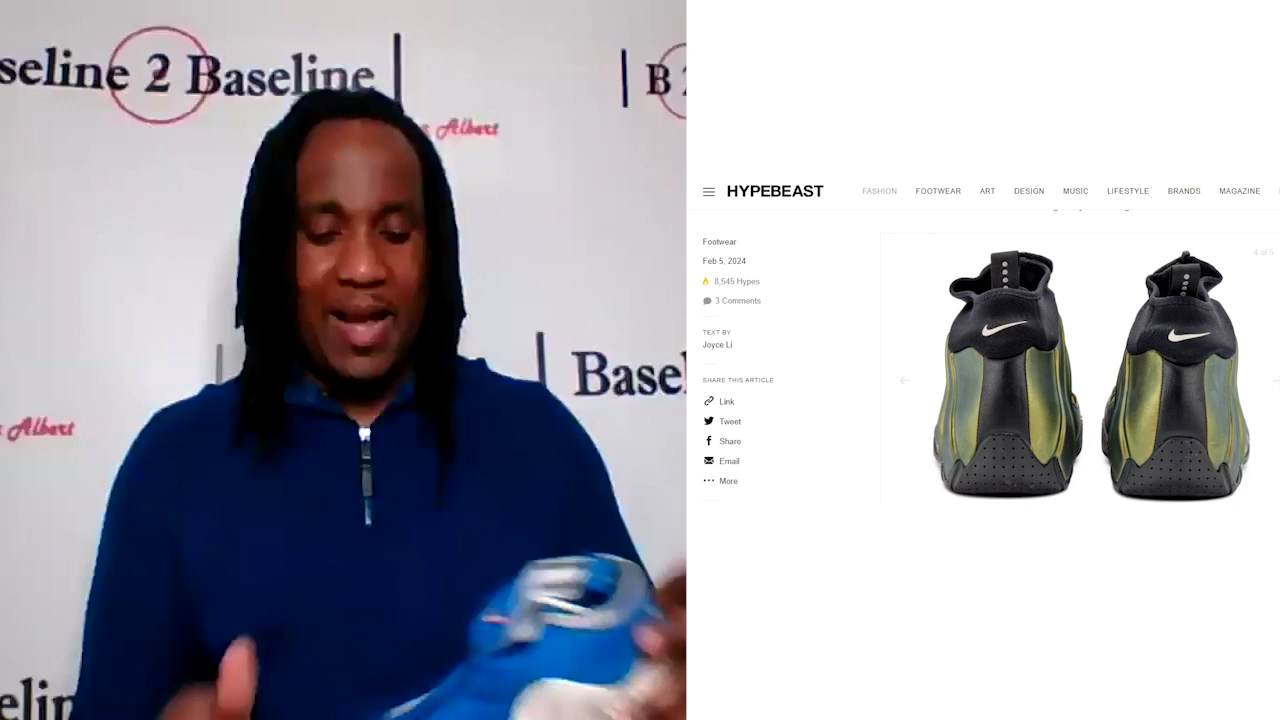 seline 2 Baseline
B 2
Albert
Basel
Albert
elin
HYPEBEAST
FASHION
FOOTWEAR
ART
DESIGN
MUSIC
LIFESTYLE
BRANDS
MAGAZINE
Footwear
Feb 5, 2024
8,545 Hypes
3 Comments
TEXT BY
Joyce Li
SHARE THIS ARTICLE
Link
Tweet
Share
Email
More
4 of 5